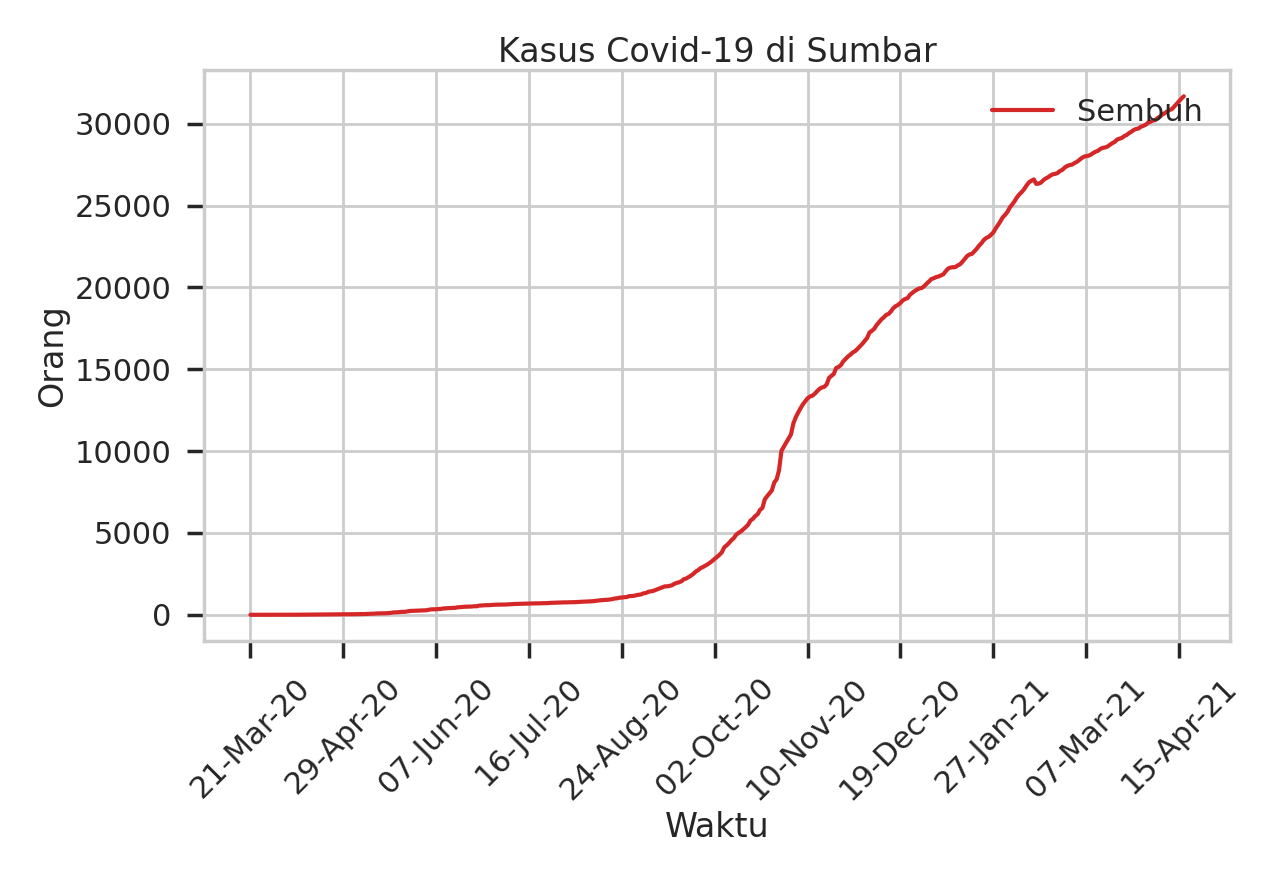 Kasus Covid-19 di Sumbar
Sembuh
30000
25000
20000
15000
10000
5000
0
Orang
21-Mar-20
29-Apr-20
07-Jun-20
16-Jul-20
24-Aug-20
02-Oct-20
10-Nov-20
19-Dec-20
27-Jan-21
07-Mar-21
15-Apr-21
Waktu